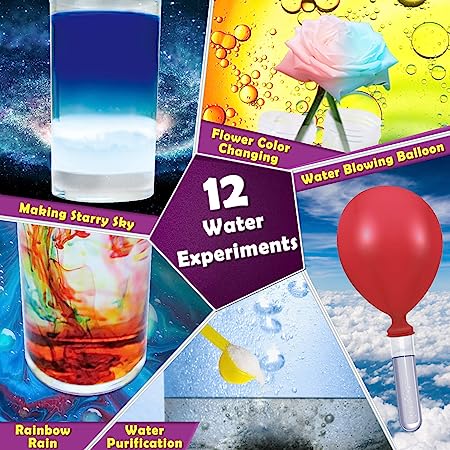 Flower Color
Changing
Water Blowing Balloon
Making Starry Sky
12
Water
Experiments
Rainbow
Rain
Water
Purification